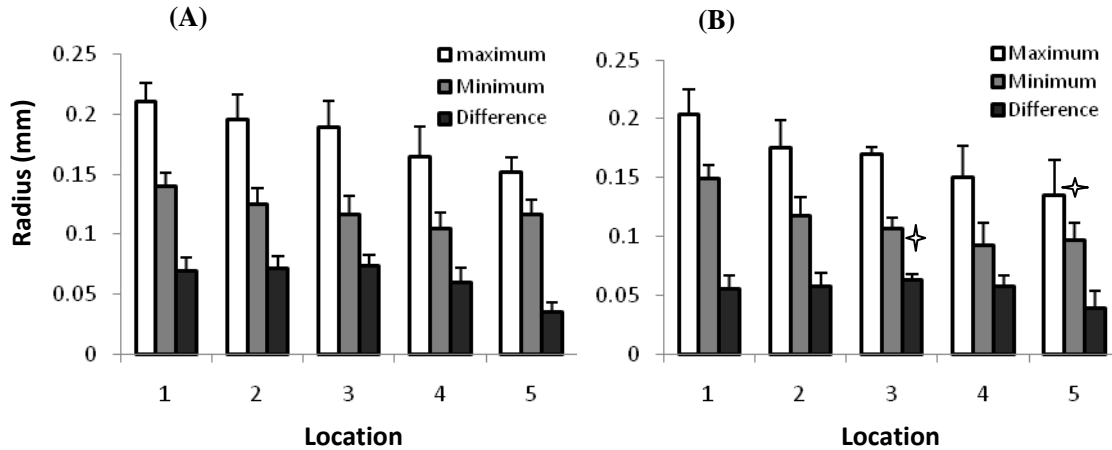 (A)
0.25
0.2
0.15
0.1
0.05
0
Radius (mm)
maximum
Minimum
Difference
1 2 3 4 5
Location
(B)
0.25
0.2
0.15
0.1
0.05
0
Maximum
Minimum
Difference
1 2 3 4 5
Location